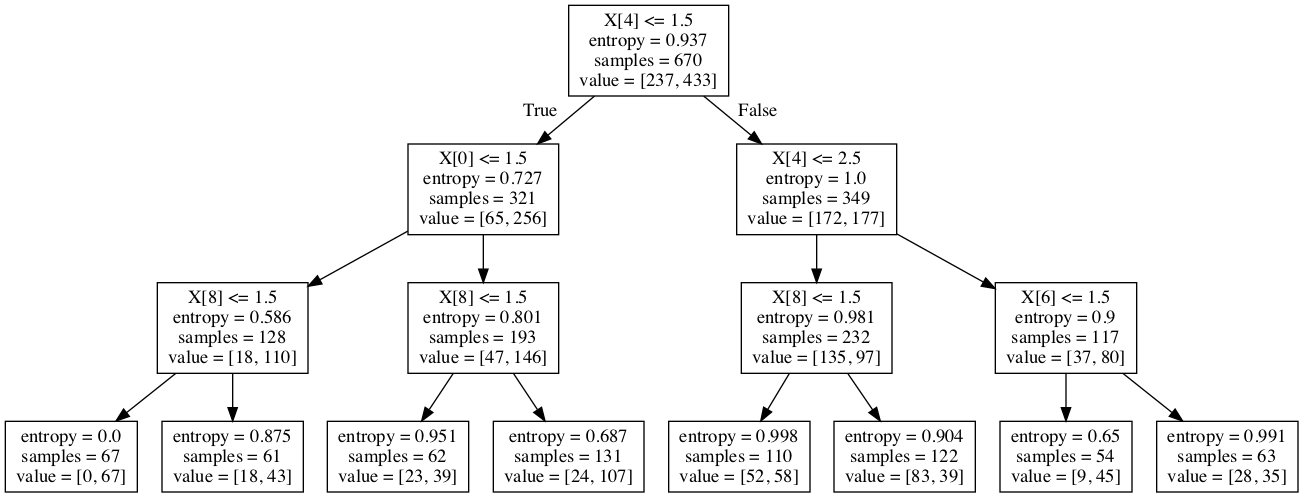 X[4] <= 1.5
entropy = 0.937
samples = 670
value = [237, 433]
True
False
X[0] <= 1.5
entropy = 0.727
samples = 321
value = [65, 256]
X[4] <= 2.5
entropy = 1.0
samples = 349
value = [172, 177]
X[8] <= 1.5
entropy = 0.586
samples = 128
value = [18, 110]
X[8] <= 1.5
entropy = 0.801
samples = 193
value = [47, 146]
X[8] <= 1.5
entropy = 0.981
samples = 232
value = [135, 97]
X[6] <= 1.5
entropy = 0.9
samples = 117
value = [37, 80]
entropy = 0.0
samples = 67
value = [0, 67]
entropy = 0.875
samples = 61
value = [18, 43]
entropy = 0.951
samples = 62
value = [23, 39]
entropy = 0.687
samples = 131
value = [24, 107]
entropy = 0.998
samples = 110
value = [52, 58]
entropy = 0.904
samples = 122
value = [83, 39]
entropy = 0.65
samples = 54
value = [9, 45]
entropy = 0.991
samples = 63
value = [28, 35]